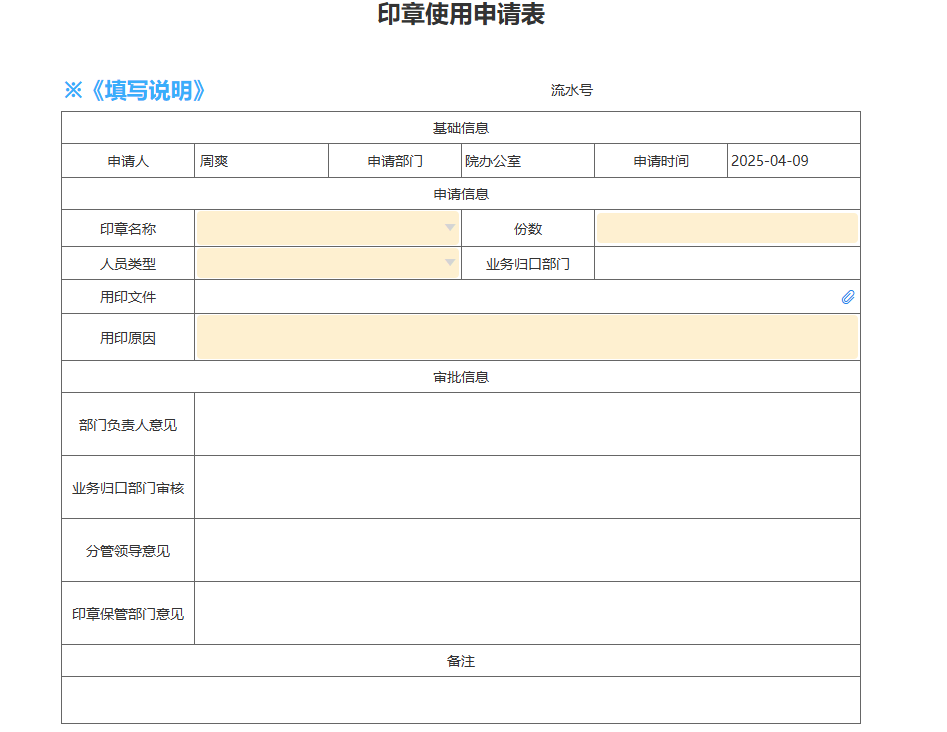 印章使用申请表
※《填写说明》 流水号
基础信息
申请人 周爽 申请部门 院办公室 申请时间 2025-04-09
申请信息
印章名称 份数
人员类型 业务归口部门
用印文件
用印原因
审批信息
部门负责人意见
业务归口部门审核
分管领导意见
印章保管部门意见
备注